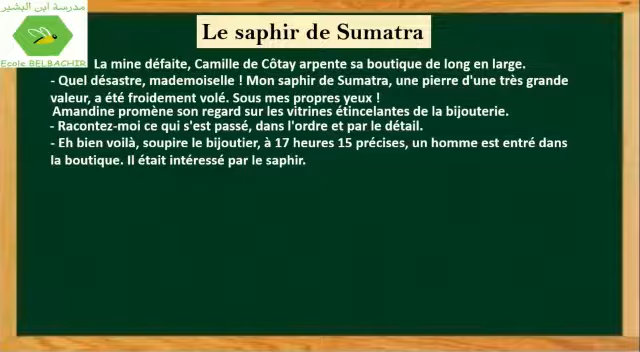 مدرسة ابن البشير
Ecole BELBACHIR
Le saphir de Sumatra
La mine défaite, Camille de Côtay arpente sa boutique de long en large.
- Quel désastre, mademoiselle ! Mon saphir de Sumatra, une pierre d'une très grande
valeur, a été froidement volé. Sous mes propres yeux !
Amandine promène son regard sur les vitrines étincelantes de la bijouterie.
- Racontez-moi ce qui s'est passé, dans l'ordre et par le détail.
- Eh bien voilà, soupire le bijoutier, à 17 heures 15 précises, un homme est entré dans
la boutique. Il était intéressé par le saphir.